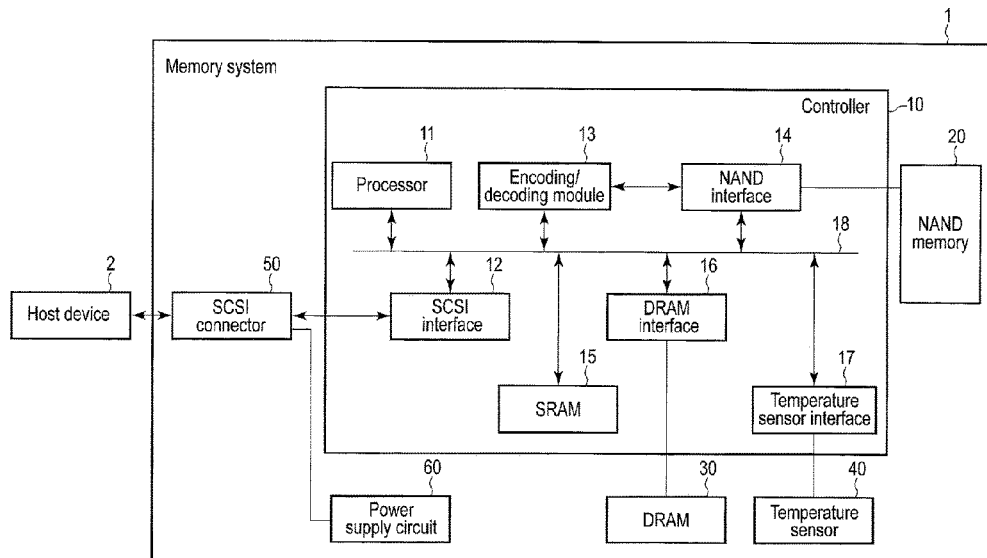 1
Memory system
Controller
10
11
Processor
13
Encoding/
decoding module
14
NAND
interface
20
NAND
memory
18
2
Host device
50
SCSI
connector
12
SCSI
interface
16
DRAM
interface
15
SRAM
17
Temperature
sensor interface
60
Power
supply circuit
30
DRAM
40
Temperature
sensor